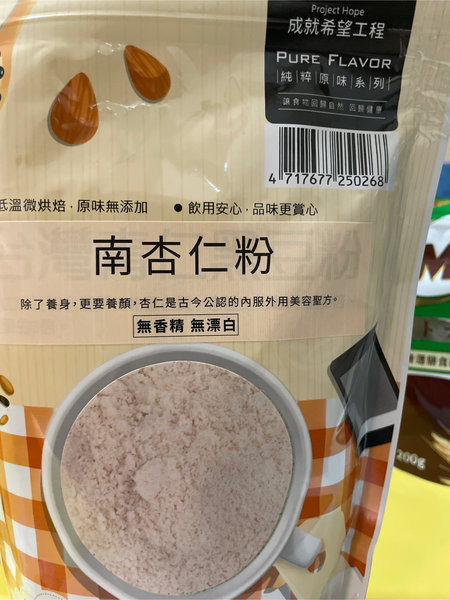 Project Hope
成就希望工程
PURE FLAVOR
純粹原味系列
讓食物回歸自然 回歸健康
4 717677 250268
低溫微烘焙，原味無添加
● 飲用安心，品味更賞心
南杏仁粉
除了養身，更要養顏，杏仁是古今公認的內服外用美容聖方。
無香精 無漂白
200g